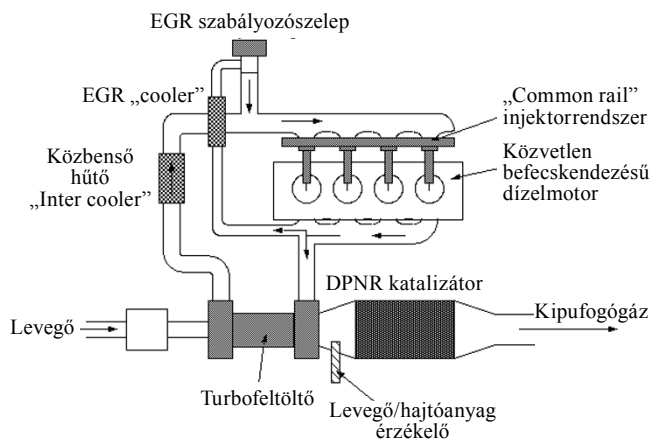 EGR szabályozószelep
EGR „cooler”
„Common rail”
injektorrendszer
Közbenső
hűtő
„Inter cooler”
Közvetlen
befecskendezésű
dízelmotor
DPNR katalizátor
Levegő
Kipufogógáz
Turbofeltöltő
Levegő/hajtóanyag
érzékelő